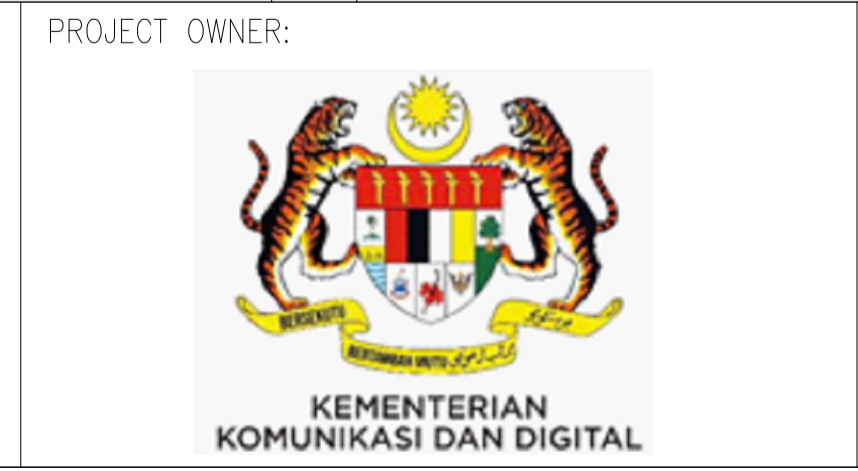 PROJECT OWNER:
BERSEKUTU
BERTAMBAH MUTU
KEMENTERIAN
KOMUNIKASI DAN DIGITAL